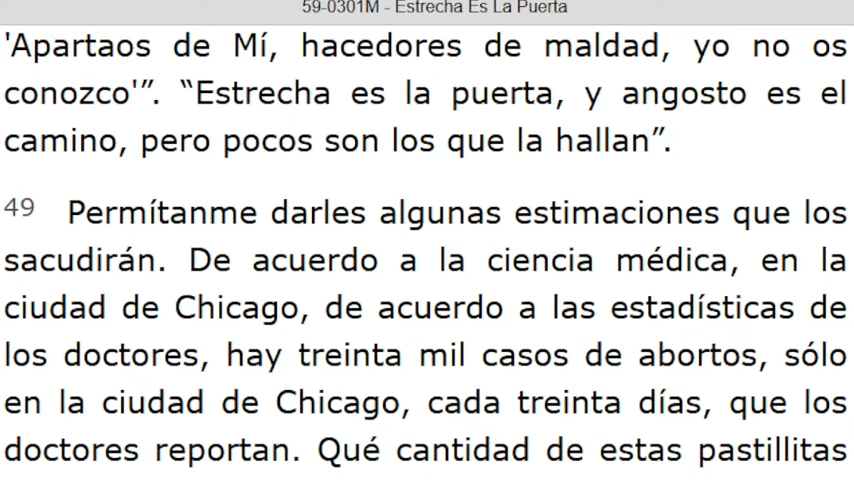 59-0301M - Estrecha Es La Puerta
'Apartaos de Mí, hacedores de maldad, yo no os
conozco'”. “Estrecha es la puerta, y angosto es el
camino, pero pocos son los que la hallan”.
49 Permítanme darles algunas estimaciones que los
sacudirán. De acuerdo a la ciencia médica, en la
ciudad de Chicago, de acuerdo a las estadísticas de
los doctores, hay treinta mil casos de abortos, sólo
en la ciudad de Chicago, cada treinta días, que los
doctores reportan. Qué cantidad de estas pastillitas